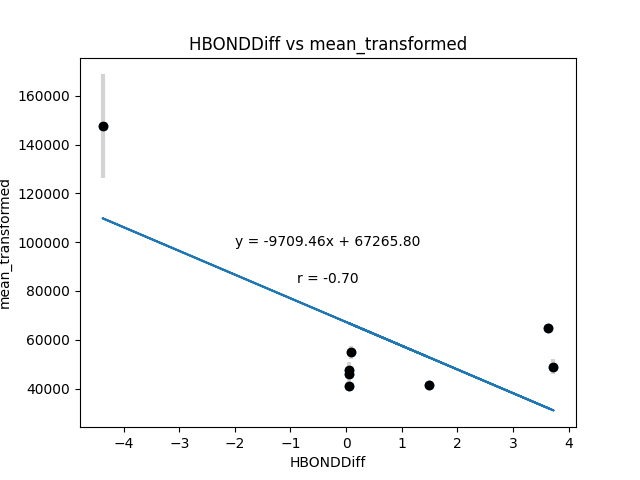 HBONDDiff vs mean_transformed
mean_transformed
160000
140000
120000
100000
80000
60000
40000
y = -9709.46x + 67265.80
r = -0.70
−4 −3 −2 −1 0 1 2 3 4
HBONDDiff